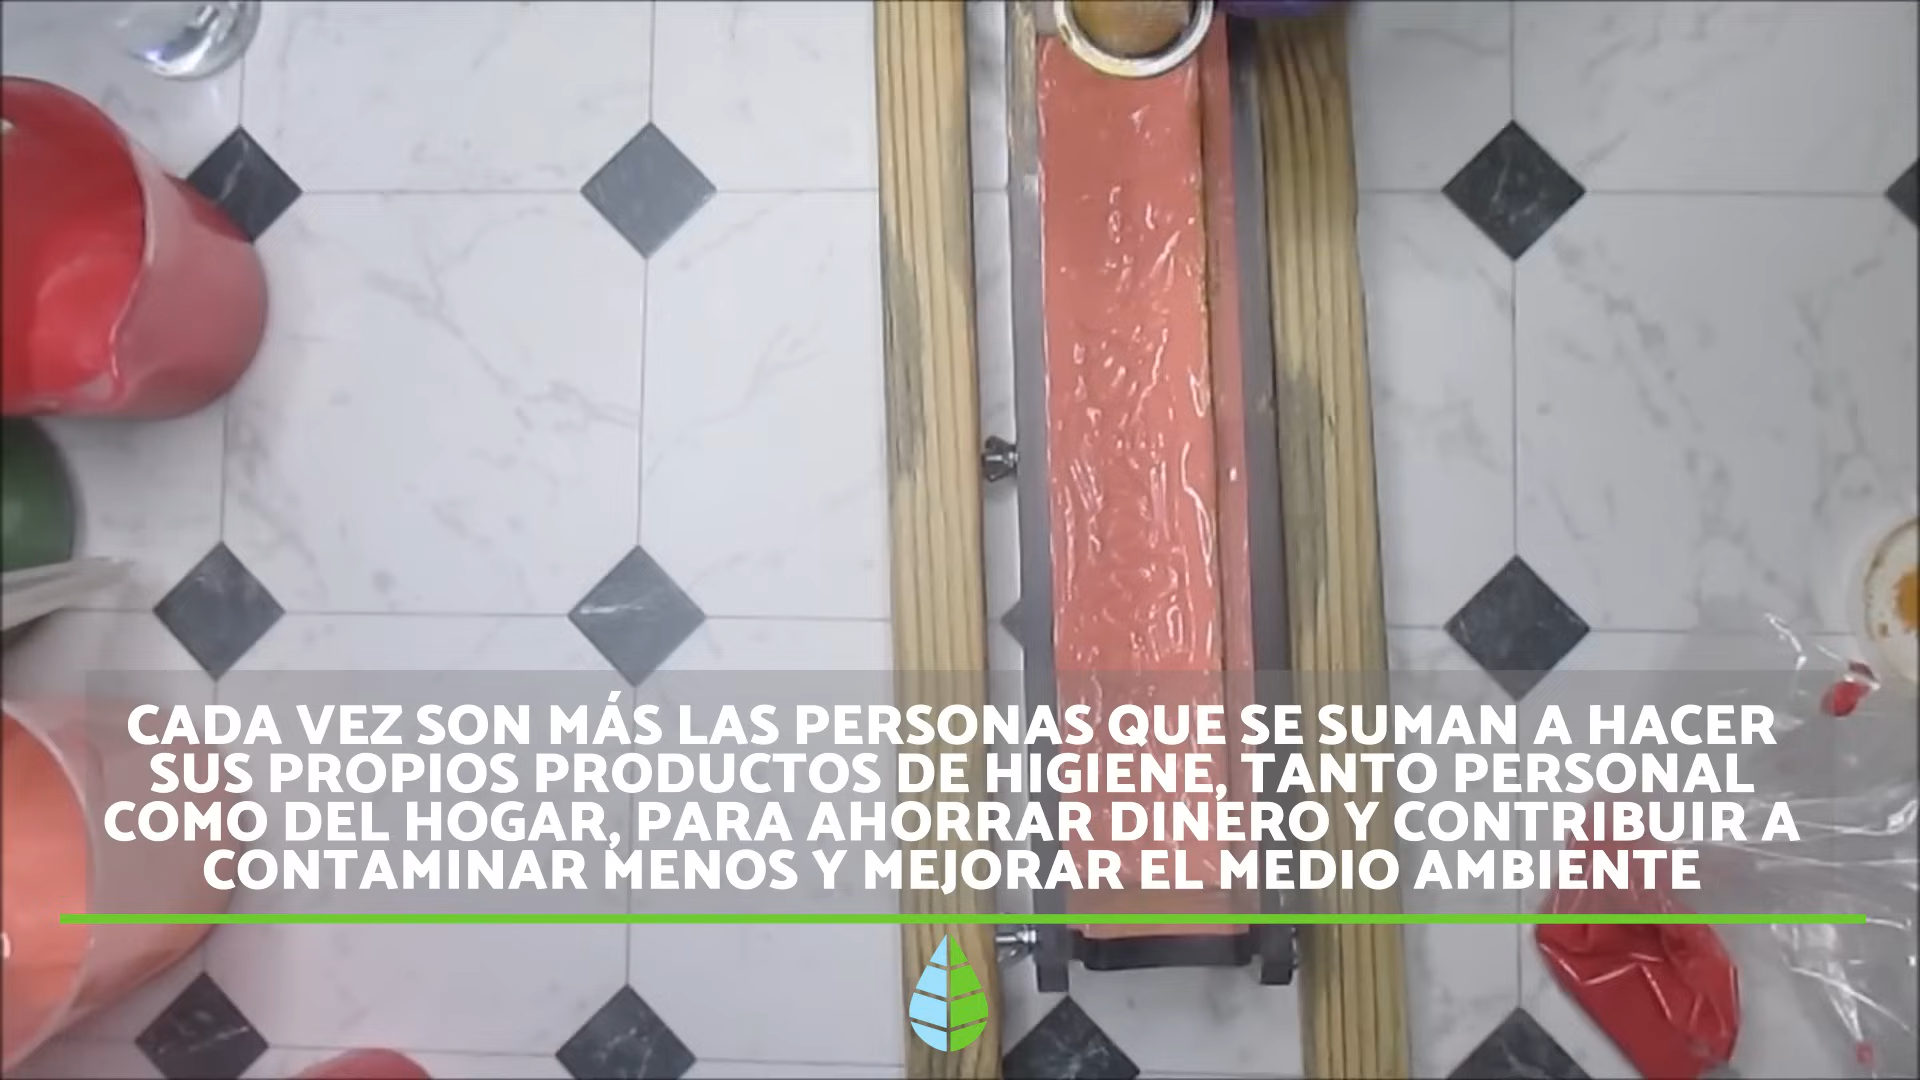 CADA VEZ SON MÁS LAS PERSONAS QUE SE SUMAN A HACER
SUS PROPIOS PRODUCTOS DE HIGIENE, TANTO PERSONAL
COMO DEL HOGAR, PARA AHORRAR DINERO Y CONTRIBUIR A
CONTAMINAR MENOS Y MEJORAR EL MEDIO AMBIENTE